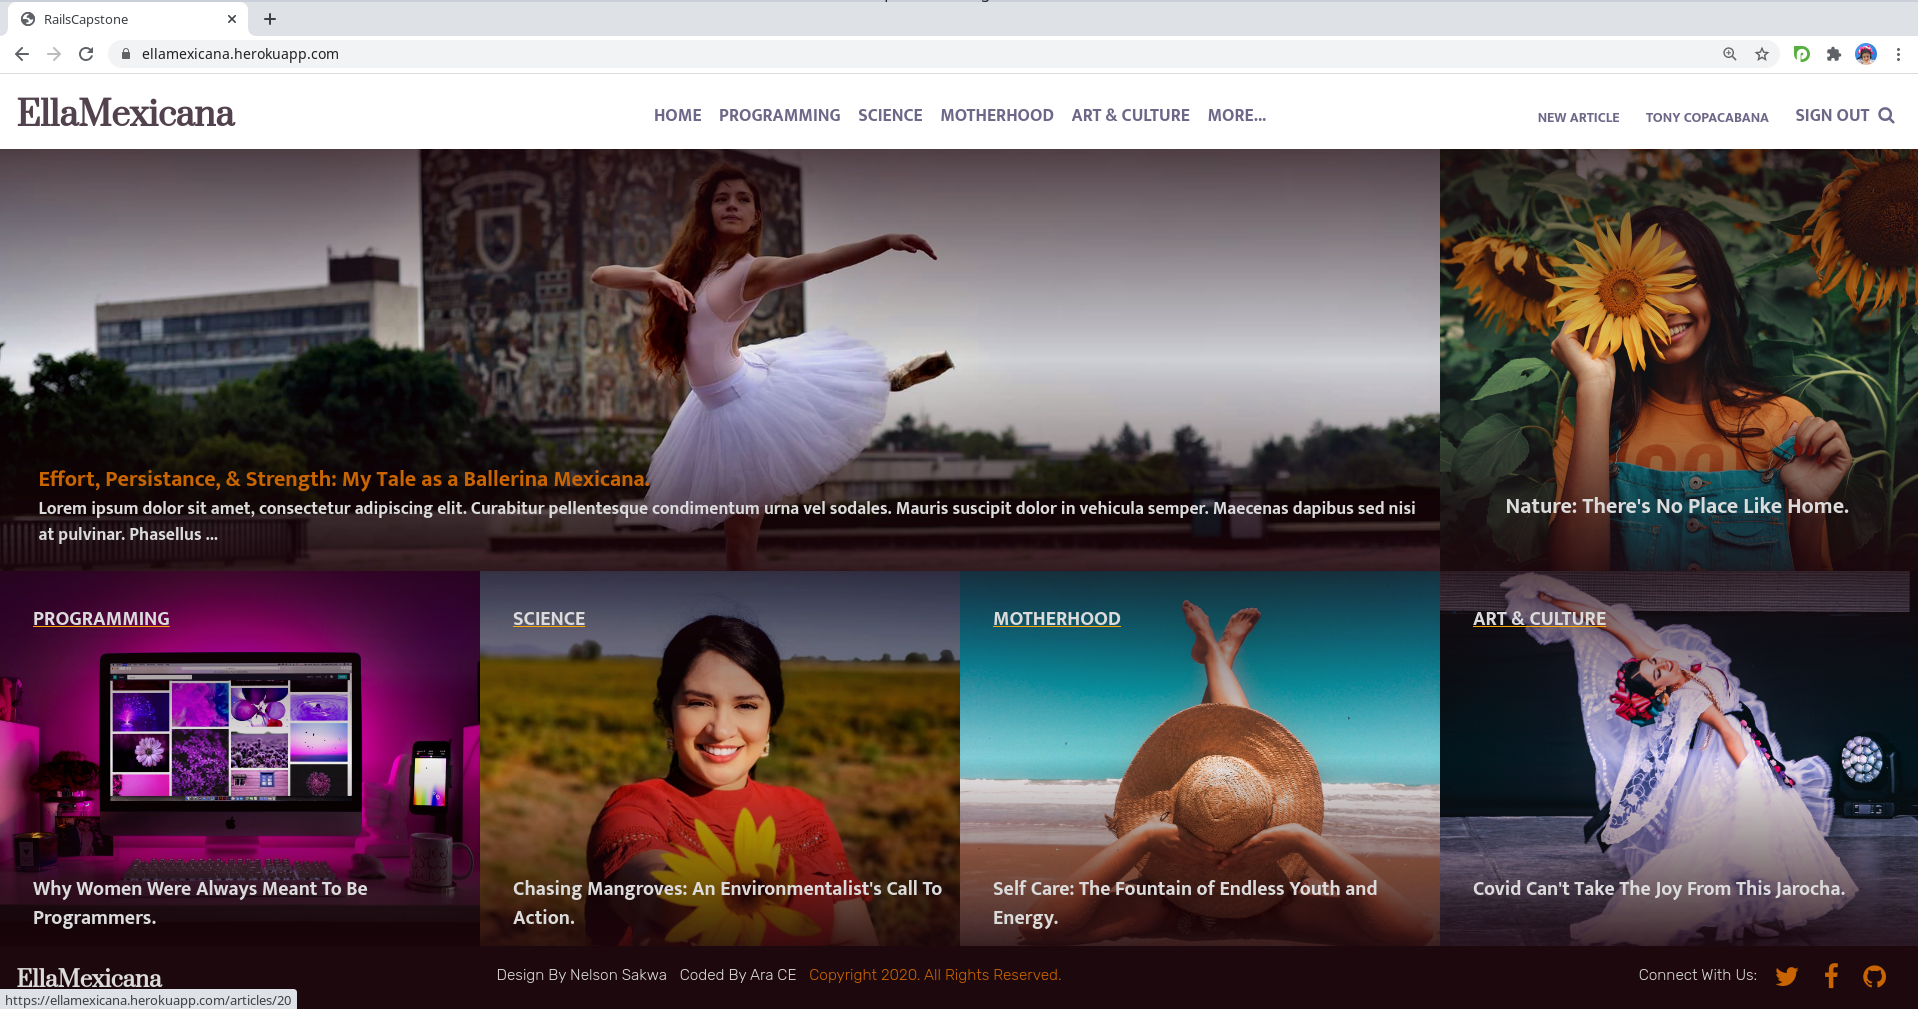 RailsCapstone
ellamexicana.herokuapp.com
EllaMexicana
HOME PROGRAMMING SCIENCE MOTHERHOOD ART & CULTURE MORE...
NEW ARTICLE TONY COPACABANA SIGN OUT
Effort, Persistance, & Strength: My Tale as a Ballerina Mexicana.
Lorem ipsum dolor sit amet, consectetur adipiscing elit. Curabitur pellentesque condimentum urna vel sodales. Mauris suscipit dolor in vehicula semper. Maecenas dapibus sed nisi
at pulvinar. Phasellus ...
Nature: There's No Place Like Home.
PROGRAMMING
Why Women Were Always Meant To Be
Programmers.
SCIENCE
Chasing Mangroves: An Environmentalist's Call To
Action.
MOTHERHOOD
Self Care: The Fountain of Endless Youth and
Energy.
ART & CULTURE
Covid Can't Take The Joy From This Jarocha.
EllaMexicana
Design By Nelson Sakwa Coded By Ara CE Copyright 2020. All Rights Reserved.
Connect With Us:
https://ellamexicana.herokuapp.com/articles/20